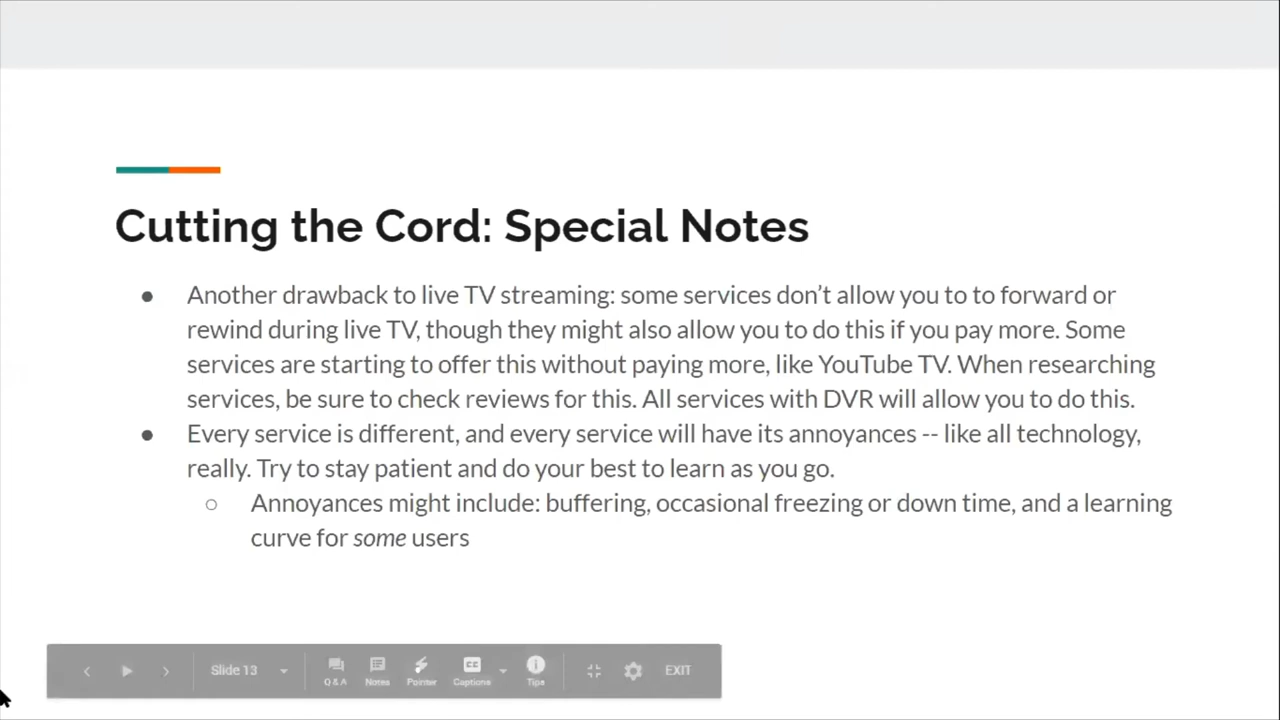 Cutting the Cord: Special Notes
● Another drawback to live TV streaming: some services don’t allow you to to forward or
rewind during live TV, though they might also allow you to do this if you pay more. Some
services are starting to offer this without paying more, like YouTube TV. When researching
services, be sure to check reviews for this. All services with DVR will allow you to do this.
● Every service is different, and every service will have its annoyances -- like all technology,
really. Try to stay patient and do your best to learn as you go.
○ Annoyances might include: buffering, occasional freezing or down time, and a learning
curve for some users
Slide 13 Q & A Notes Pointer CC Captions Tips EXIT